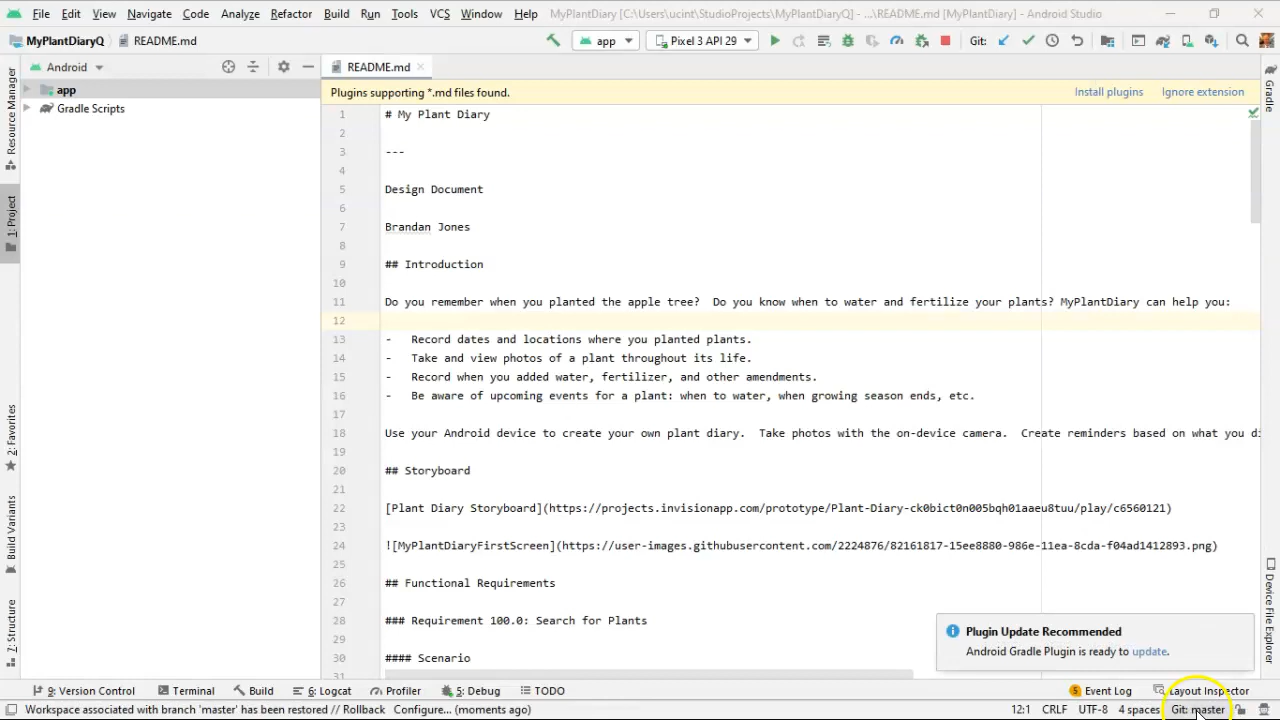 File Edit View Navigate Code Analyze Refactor Build Run Tools VCS Window Help MyPlantDiary [C:\Users\ucint\StudioProjects\MyPlantDiaryQ] - ...\README.md [MyPlantDiary] - Android Studio
MyPlantDiaryQ README.md app Pixel 3 API 29 Git:
Android README.md
Plugins supporting *.md files found. Install plugins Ignore extension
app
Gradle Scripts
Resource Manager
1: Project
2: Favorites
Build Variants
7: Structure
Gradle
Device File Explorer
1 # My Plant Diary
2
3 ---
4
5 Design Document
6
7 Brandan Jones
8
9 ## Introduction
10
11 Do you remember when you planted the apple tree? Do you know when to water and fertilize your plants? MyPlantDiary can help you:
12
13 - Record dates and locations where you planted plants.
14 - Take and view photos of a plant throughout its life.
15 - Record when you added water, fertilizer, and other amendments.
16 - Be aware of upcoming events for a plant: when to water, when growing season ends, etc.
17
18 Use your Android device to create your own plant diary. Take photos with the on-device camera. Create reminders based on what you di
19
20 ## Storyboard
21
22 [Plant Diary Storyboard](https://projects.invisionapp.com/prototype/Plant-Diary-ck0bict0n005bqh01aaeu8tuu/play/c6560121)
23
24 ![MyPlantDiaryFirstScreen](https://user-images.githubusercontent.com/2224876/82161817-15ee8880-986e-11ea-8cda-f04ad1412893.png)
25
26 ## Functional Requirements
27
28 ### Requirement 100.0: Search for Plants
29
30 #### Scenario
31
Plugin Update Recommended
Android Gradle Plugin is ready to update.
9: Version Control Terminal Build 6: Logcat Profiler 5: Debug TODO Event Log Layout Inspector
Workspace associated with branch 'master' has been restored // Rollback Configure... (moments ago) 12:1 CRLF UTF-8 4 spaces Git: master